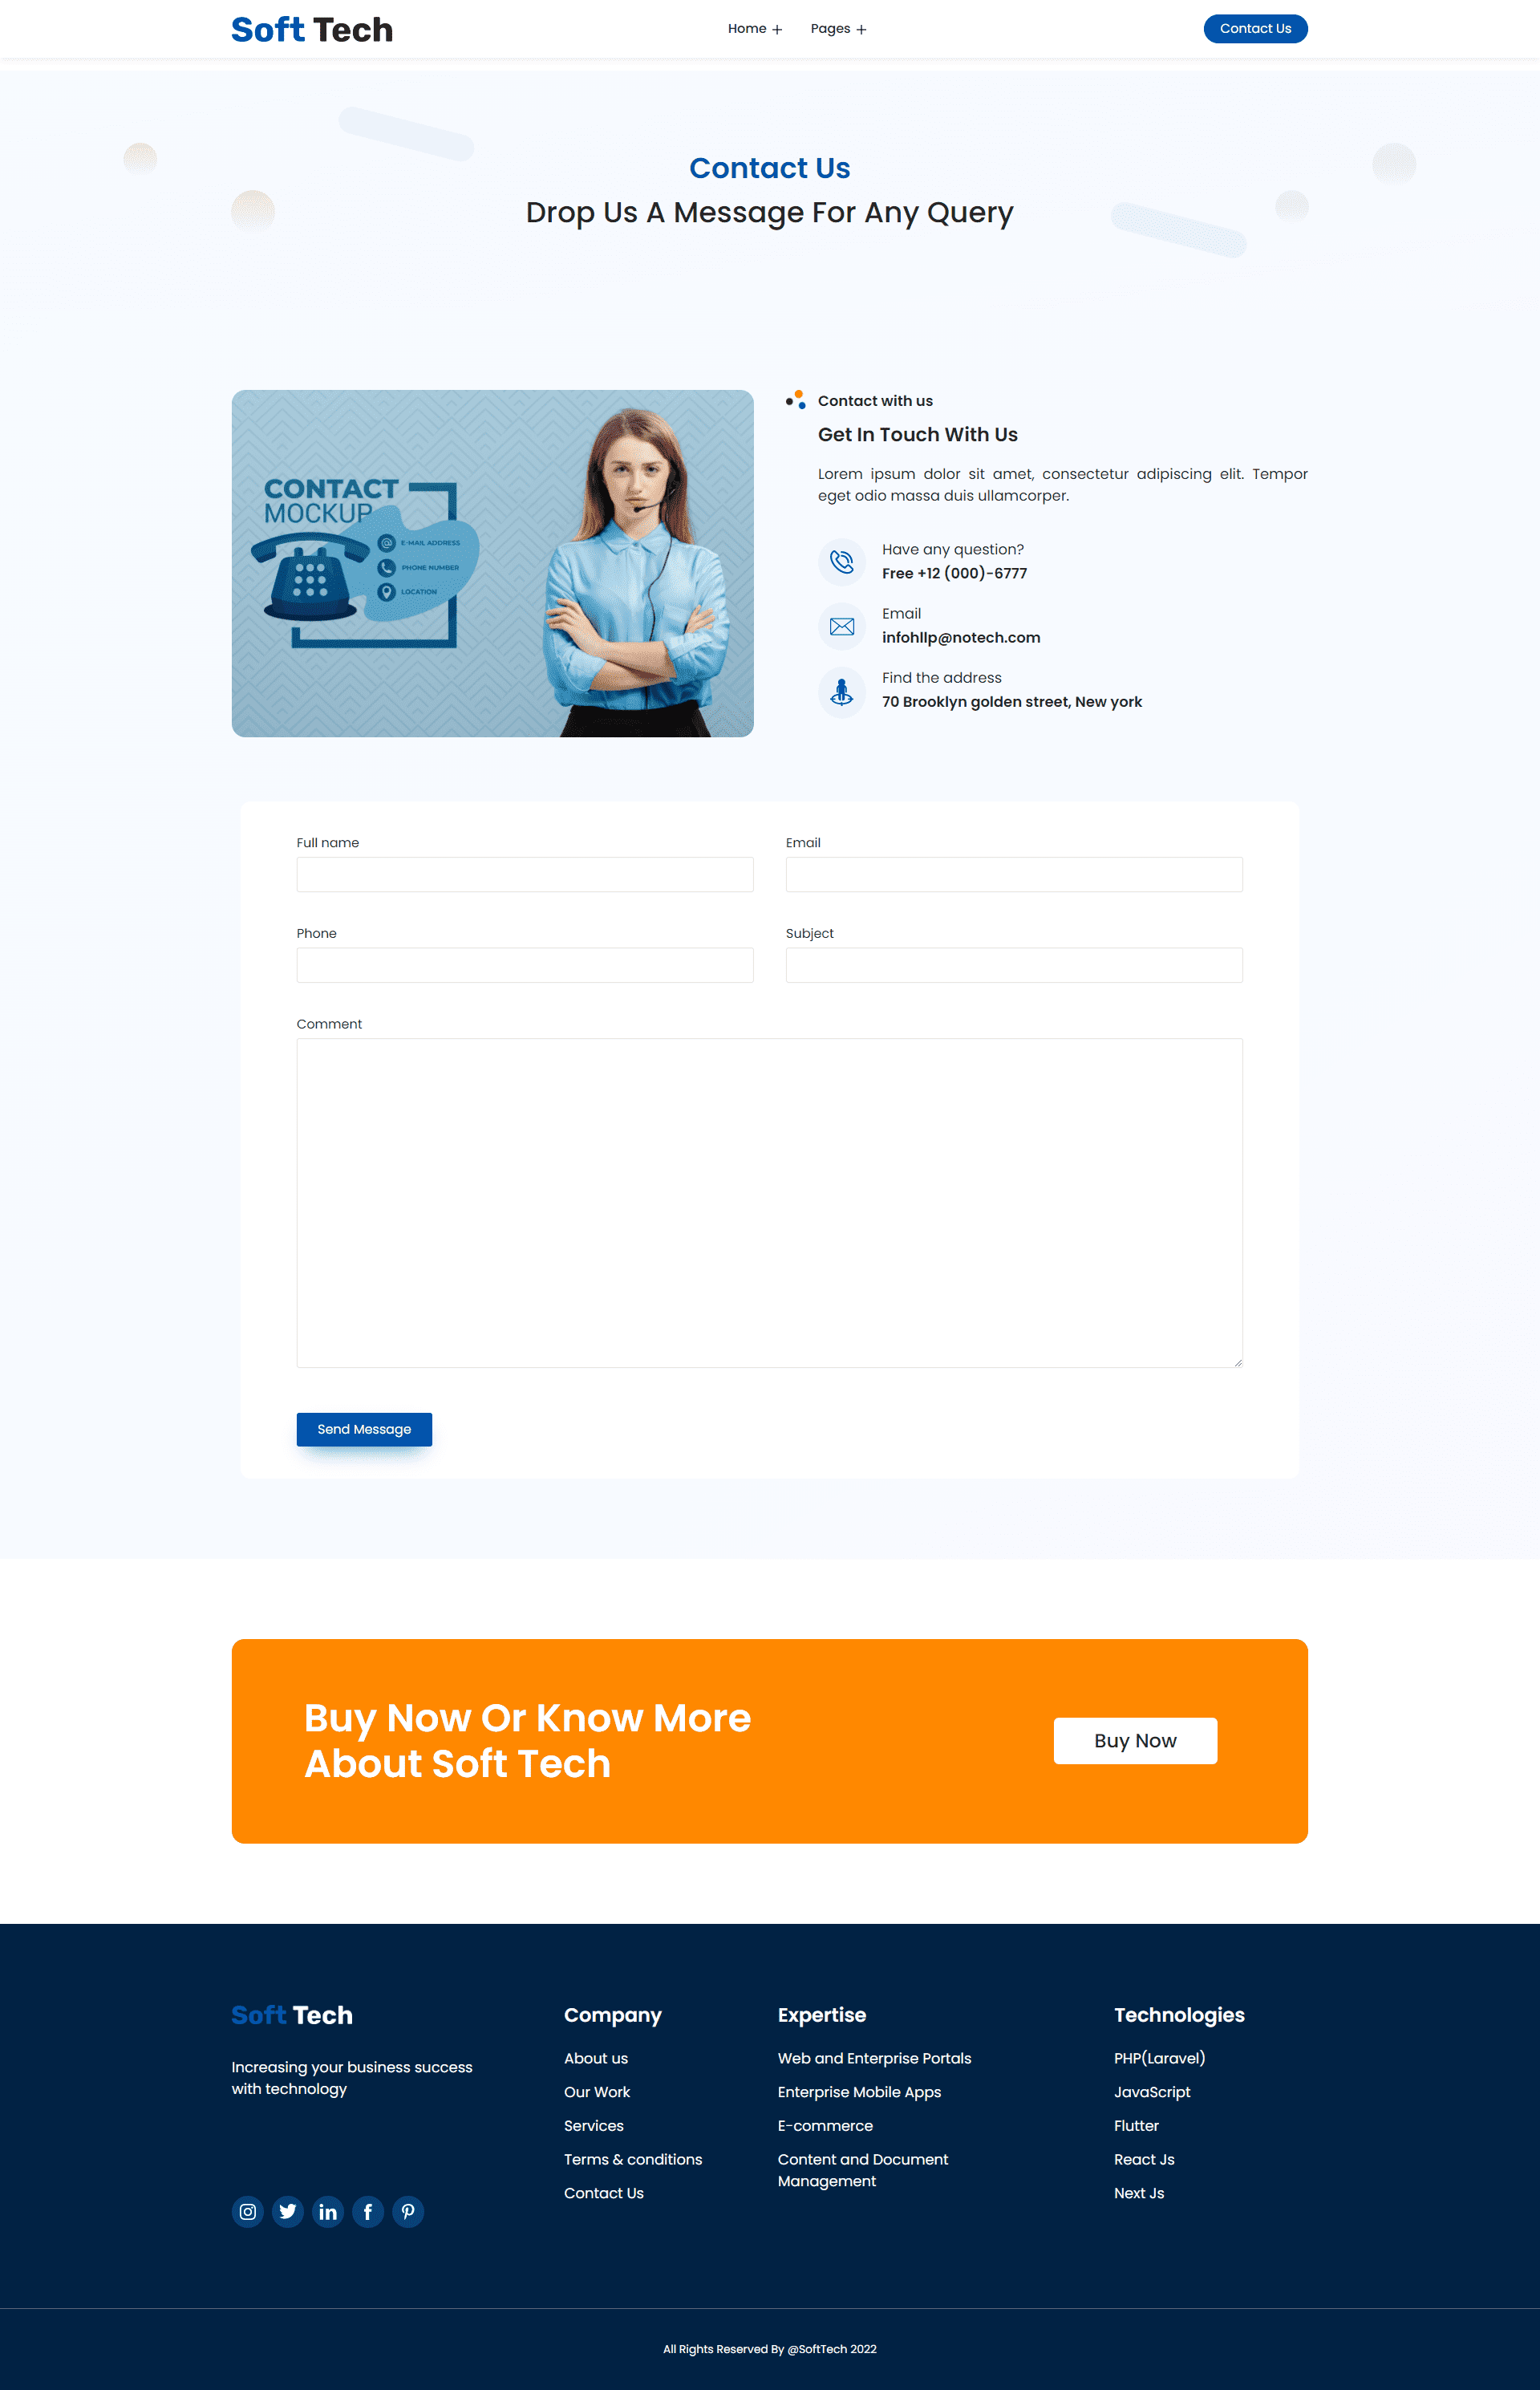 Soft Tech
Home +
Pages +
Contact Us
Contact Us
Drop Us A Message For Any Query
CONTACT
MOCKUP
E-MAIL ADDRESS
PHONE NUMBER
LOCATION
Contact with us
Get In Touch With Us
Lorem ipsum dolor sit amet, consectetur adipiscing elit. Tempor
eget odio massa duis ullamcorper.
Have any question?
Free +12 (000)-6777
Email
infohllp@notech.com
Find the address
70 Brooklyn golden street, New york
Full name
Email
Phone
Subject
Comment
Send Message
Buy Now Or Know More
About Soft Tech
Buy Now
Soft Tech
Increasing your business success
with technology
Company
About us
Our Work
Services
Terms & conditions
Contact Us
Expertise
Web and Enterprise Portals
Enterprise Mobile Apps
E-commerce
Content and Document
Management
Technologies
PHP(Laravel)
JavaScript
Flutter
React Js
Next Js
All Rights Reserved By @SoftTech 2022